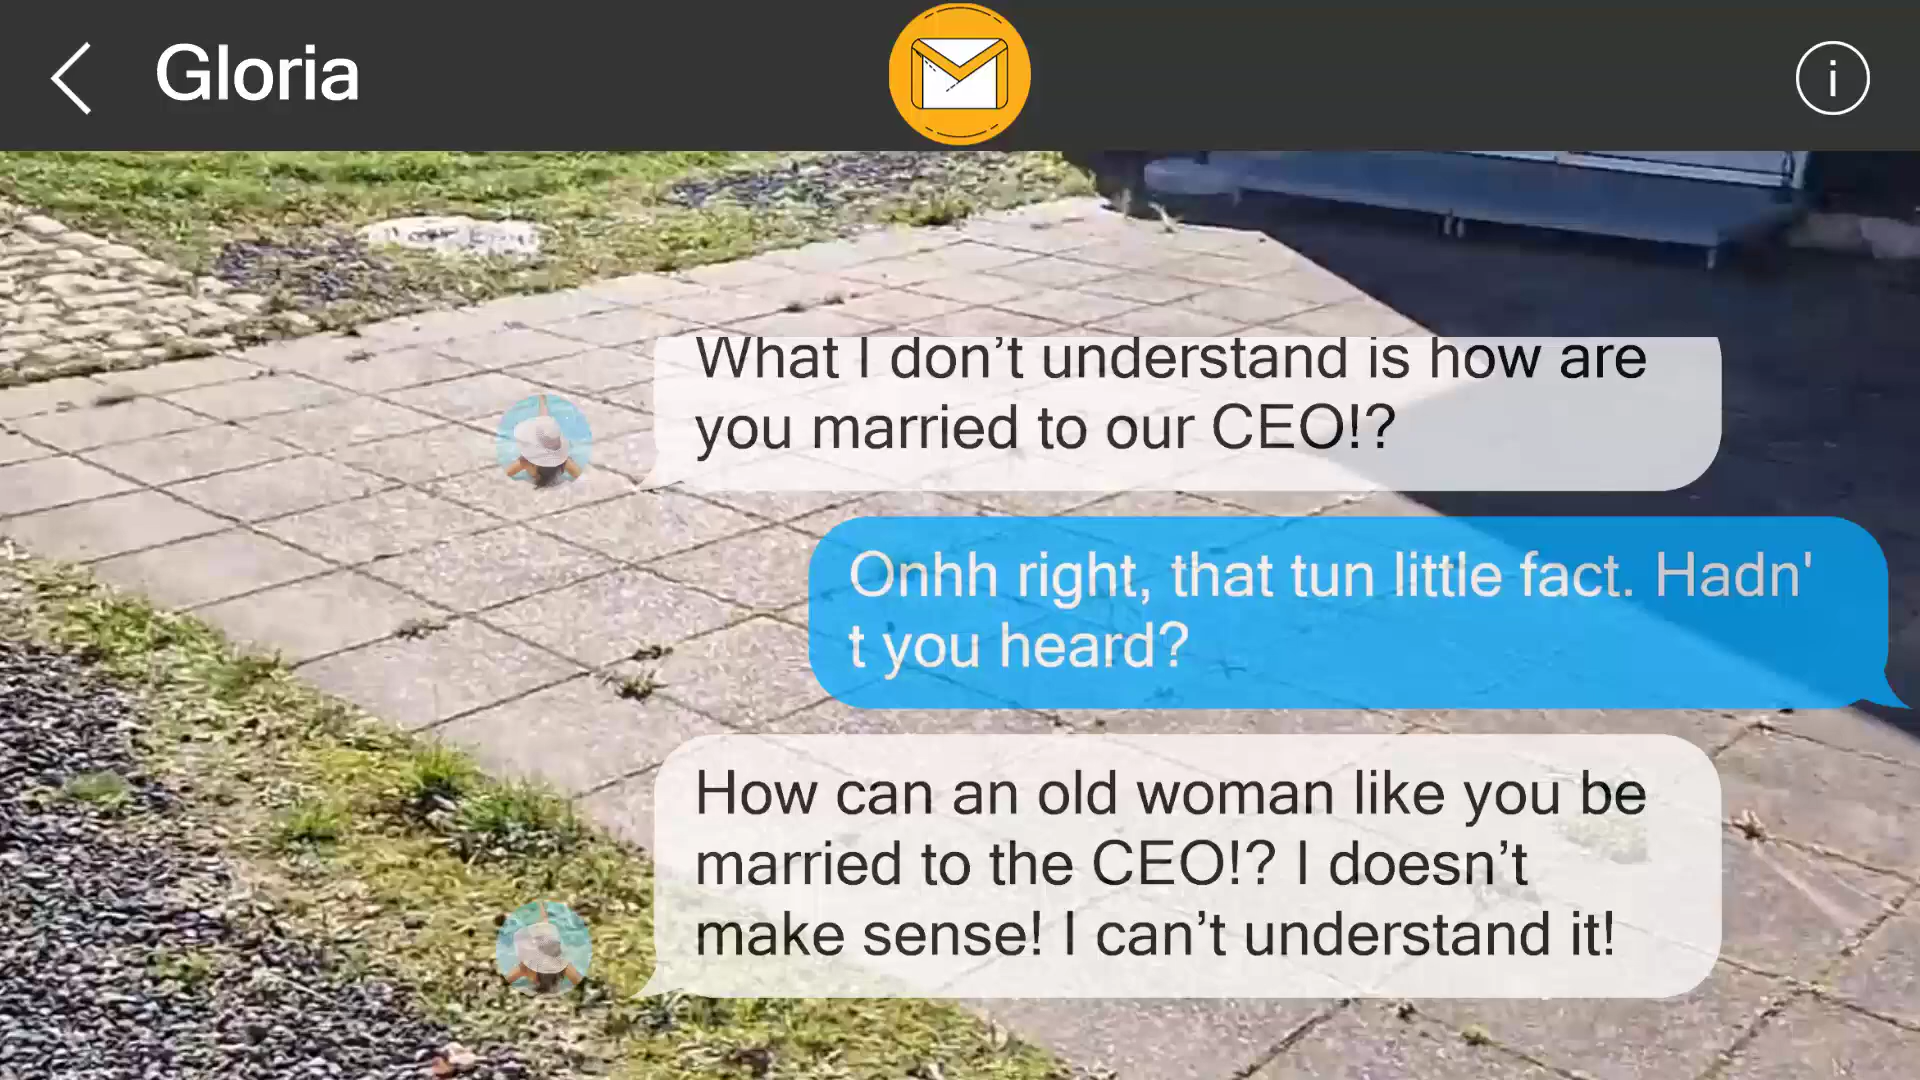 Gloria
What I don’t understand is how are
you married to our CEO!?
Onhh right, that tun little fact. Hadn'
t you heard?
How can an old woman like you be
married to the CEO!? I doesn’t
make sense! I can’t understand it!